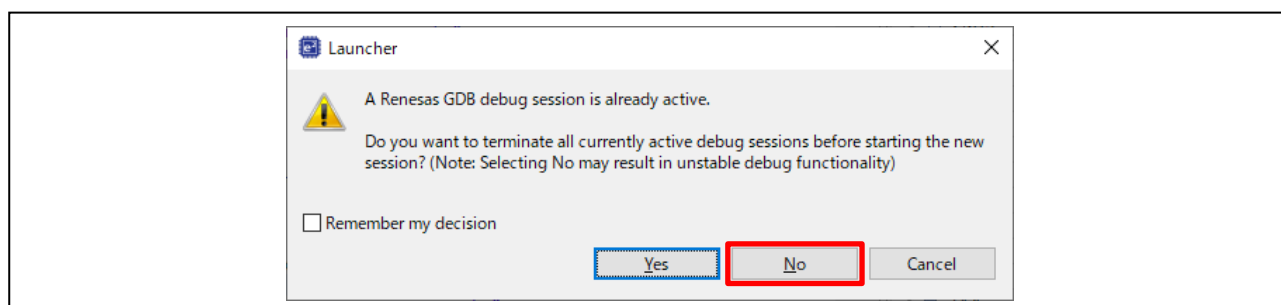 Launcher
A Renesas GDB debug session is already active.
Do you want to terminate all currently active debug sessions before starting the new
session? (Note: Selecting No may result in unstable debug functionality)
Remember my decision
Yes No Cancel